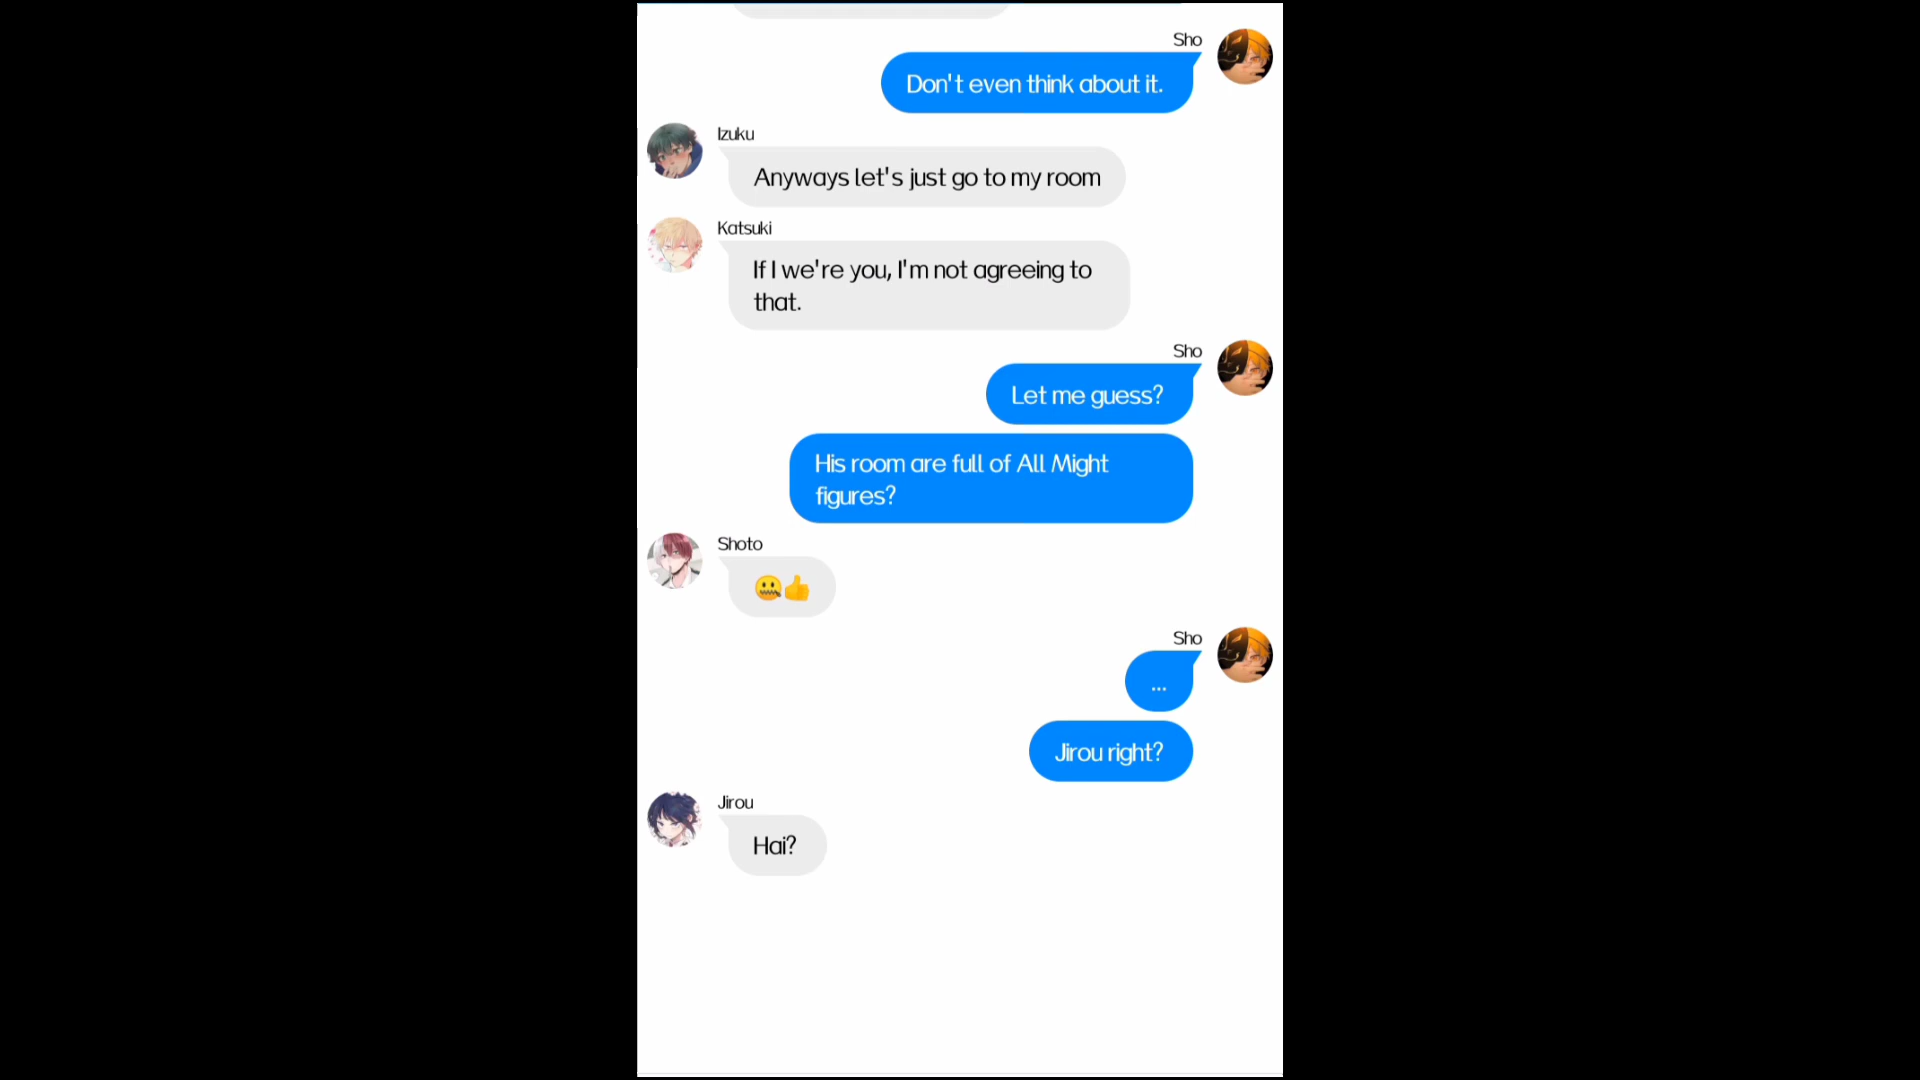 Sho
Don't even think about it.
Izuku
Anyways let's just go to my room
Katsuki
If I we're you, I'm not agreeing to
that.
Sho
Let me guess?
His room are full of All Might
figures?
Shoto
🤐👍
Sho
...
Jirou right?
Jirou
Hai?